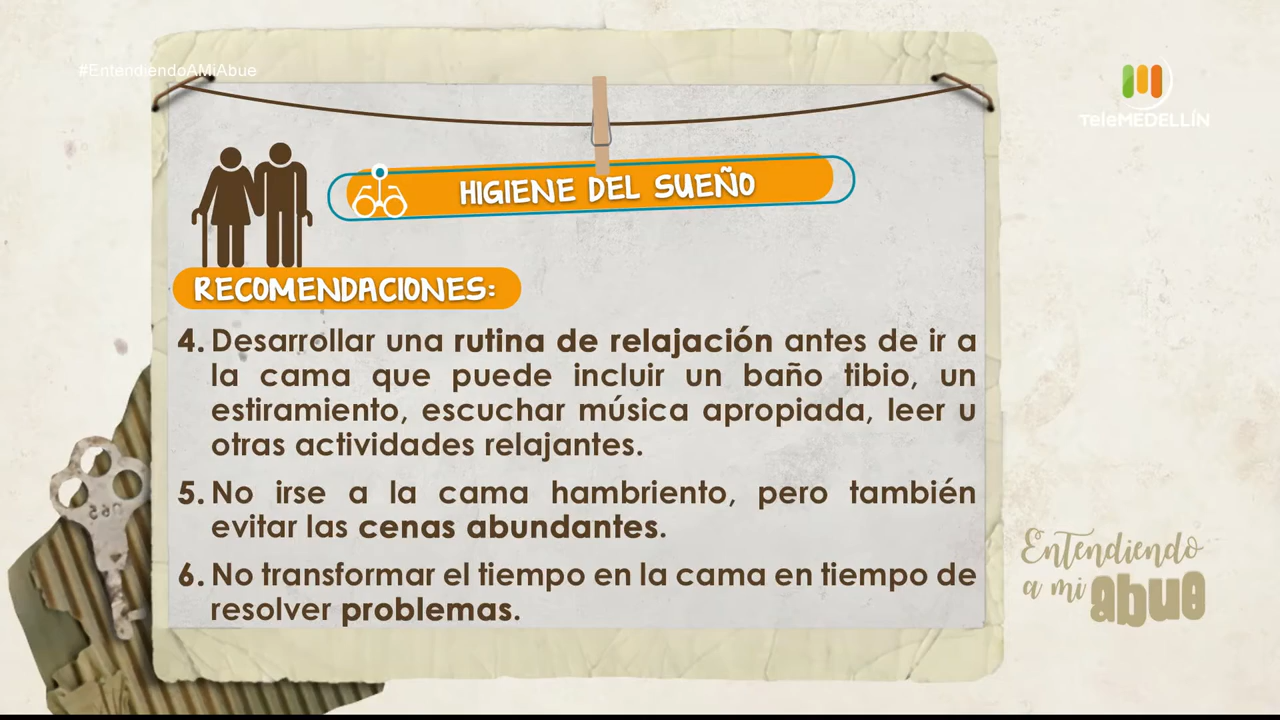 #EntendiendoAMiAbue
TeleMEDELLÍN
HIGIENE DEL SUEÑO
RECOMENDACIONES:
4. Desarrollar una rutina de relajación antes de ir a
la cama que puede incluir un baño tibio, un
estiramiento, escuchar música apropiada, leer u
otras actividades relajantes.
5. No irse a la cama hambriento, pero también
evitar las cenas abundantes.
6. No transformar el tiempo en la cama en tiempo de
resolver problemas.
Entendiendo
a mi abue